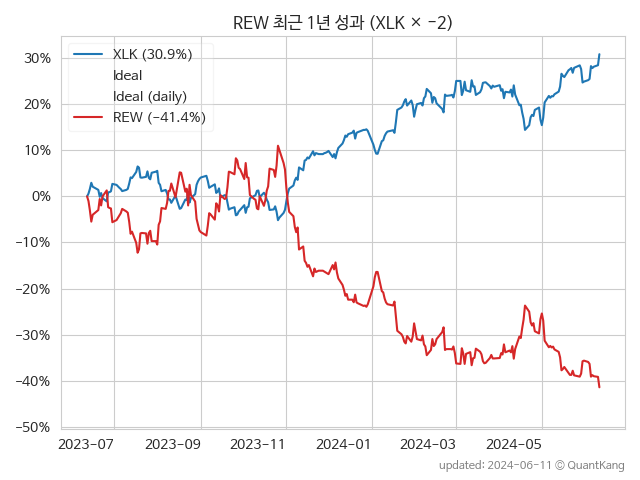 REW 최근 1년 성과 (XLK × −2)
XLK (30.9%)
Ideal
Ideal (daily)
REW (−41.4%)
30%
20%
10%
0%
−10%
−20%
−30%
−40%
−50%
2023-07
2023-09
2023-11
2024-01
2024-03
2024-05
updated: 2024-06-11 © QuantKang